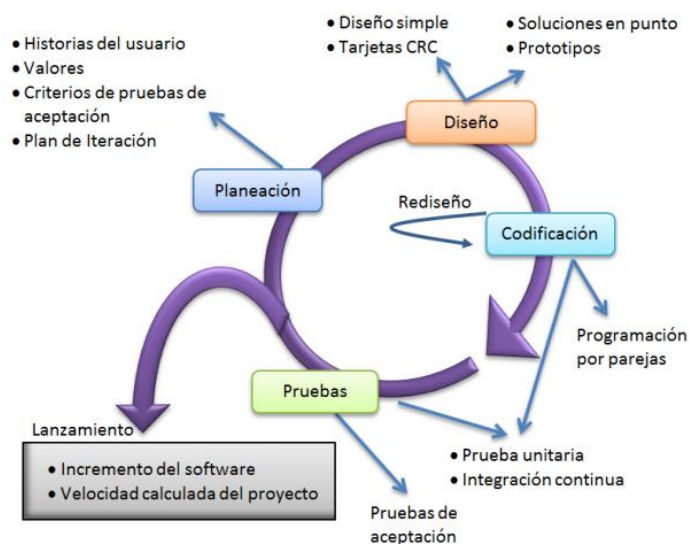 • Historias del usuario
• Valores
• Criterios de pruebas de
aceptación
• Plan de Iteración
• Diseño simple
• Tarjetas CRC
• Soluciones en punto
• Prototipos
Diseño
Planeación
Rediseño
Codificación
Programación
por parejas
Pruebas
• Prueba unitaria
• Integración continua
Pruebas de
aceptación
Lanzamiento
• Incremento del software
• Velocidad calculada del proyecto